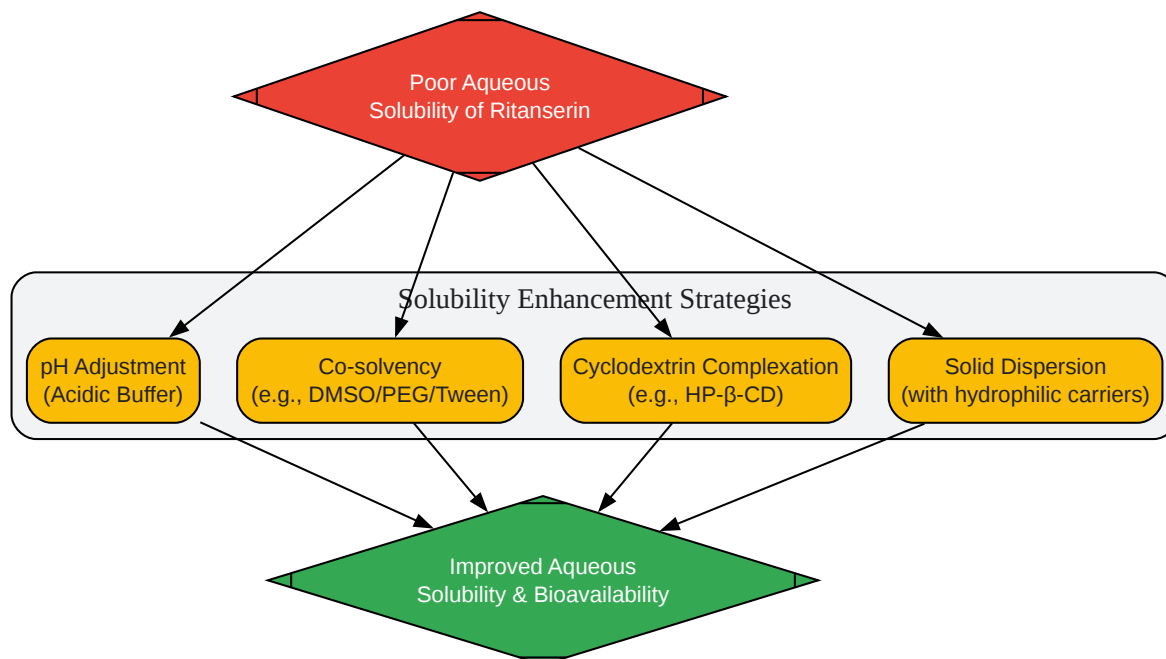 Poor Aqueous
Solubility of Ritanserin
Solubility Enhancement Strategies
pH Adjustment
(Acidic Buffer)
Co-solvency
(e.g., DMSO/PEG/Tween)
Cyclodextrin Complexation
(e.g., HP-β-CD)
Solid Dispersion
(with hydrophilic carriers)
Improved Aqueous
Solubility & Bioavailability